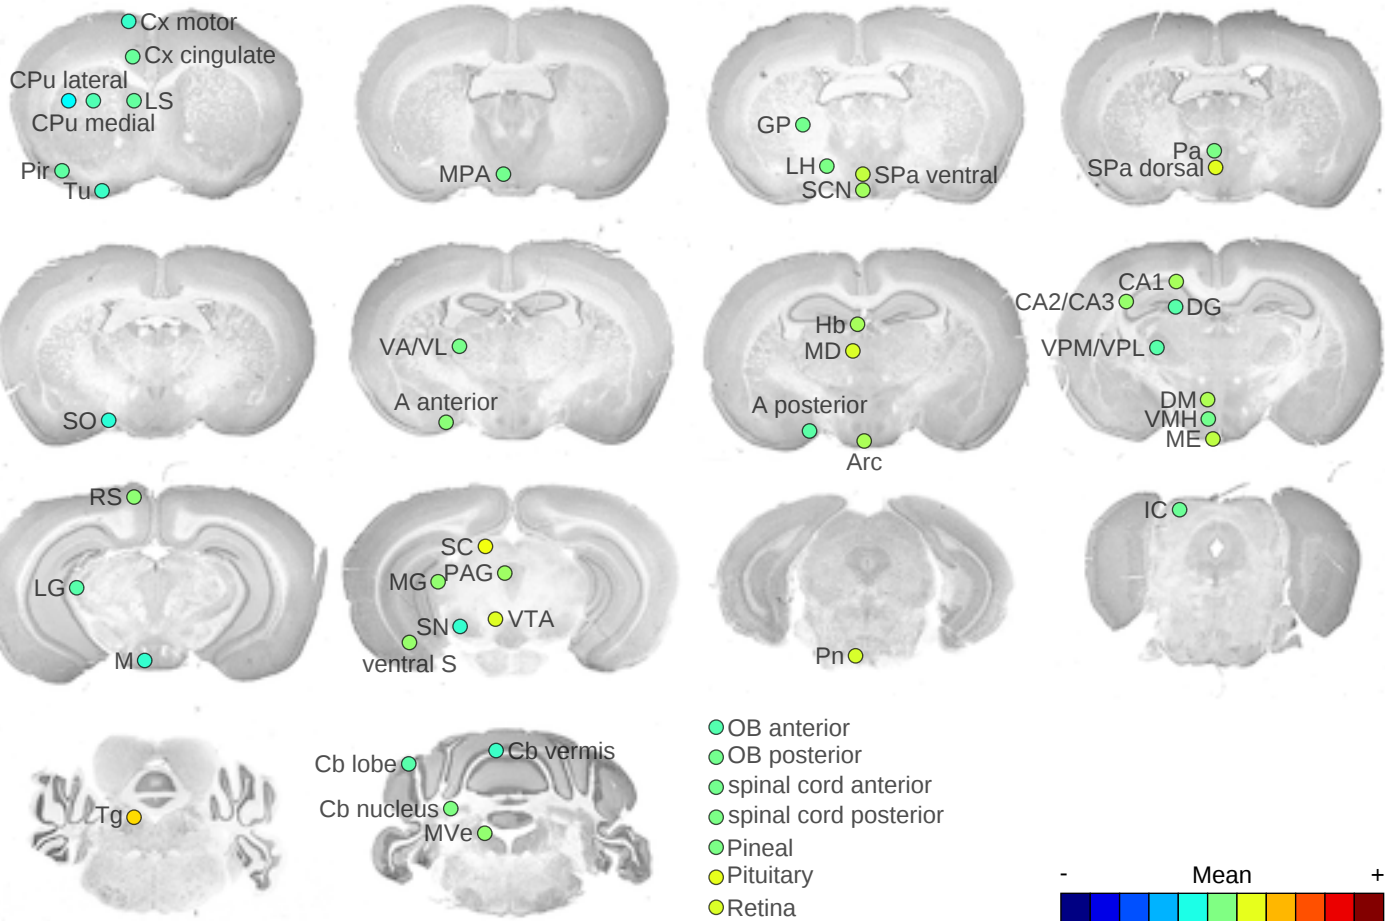 Cx motor
Cx cingulate
CPu lateral
LS
CPu medial
Pir
Tu
MPA
GP
LH
SPa ventral
SCN
Pa
SPa dorsal
SO
VA/VL
A anterior
Hb
MD
A posterior
Arc
CA1
CA2/CA3
DG
VPM/VPL
DM
VMH
ME
RS
LG
M
SC
MG
PAG
SN
VTA
ventral S
Pn
IC
Tg
Cb lobe
Cb vermis
Cb nucleus
MVe
OB anterior
OB posterior
spinal cord anterior
spinal cord posterior
Pineal
Pituitary
Retina
- Mean +